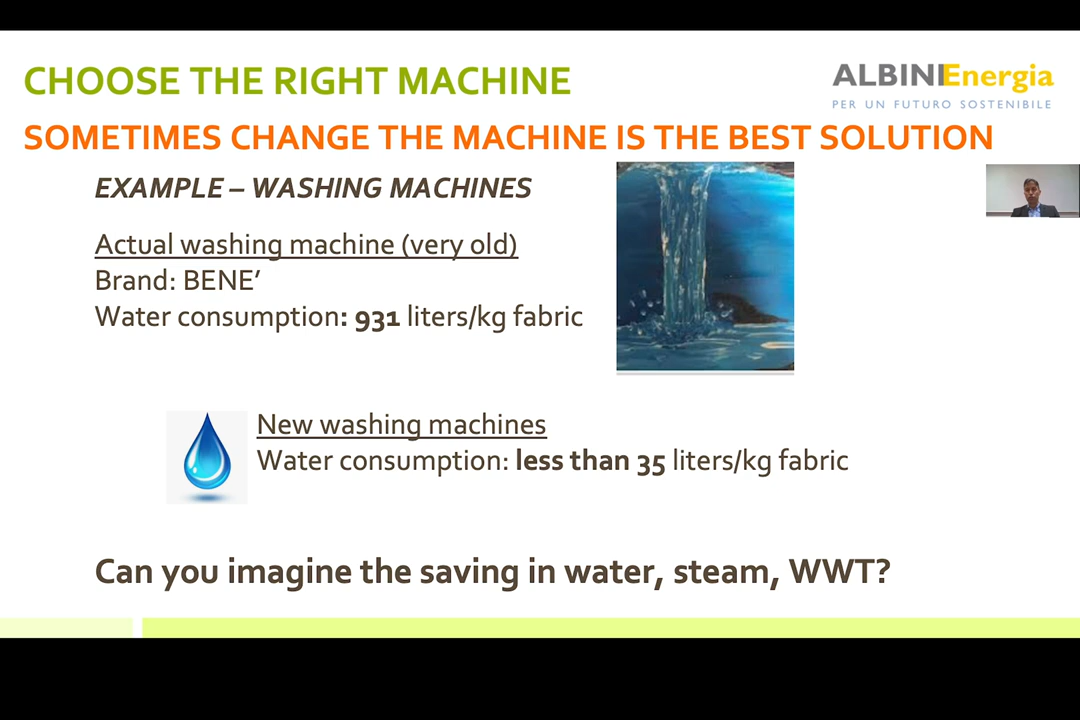 CHOOSE THE RIGHT MACHINE
ALBINIEnergia
PER UN FUTURO SOSTENIBILE
SOMETIMES CHANGE THE MACHINE IS THE BEST SOLUTION
EXAMPLE – WASHING MACHINES
Actual washing machine (very old)
Brand: BENE’
Water consumption: 931 liters/kg fabric
New washing machines
Water consumption: less than 35 liters/kg fabric
Can you imagine the saving in water, steam, WWT?